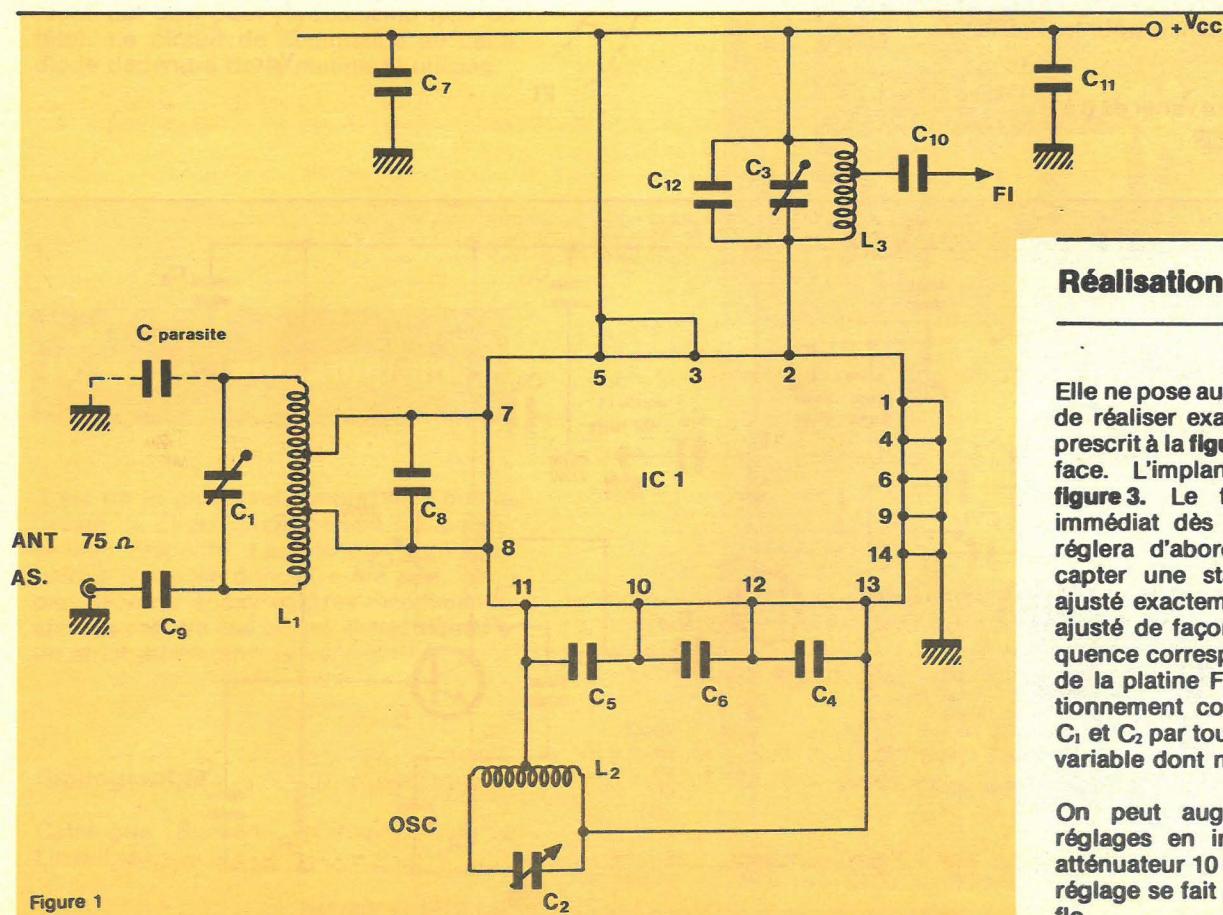 +Vcc
C7
C11
C10
C12
C3
FI
L3
C parasite
5
3
2
7
1
4
IC 1
6
C1
C8
9
ANT 75 Ω
8
14
AS.
11
10
12
13
C9
L1
C5
C6
C4
L2
OSC
C2
Figure 1
Réalisation
Elle ne pose au
de réaliser exa
prescrit à la figu
face. L'implan
figure 3. Le f
immédiat dès
réglera d'abor
capter une st
ajusté exactem
ajusté de façon
quence corresp
de la platine F
tionnement co
C1 et C2 par tou
variable dont n
On peut aug
réglages en in
atténuateur 10
réglage se fait